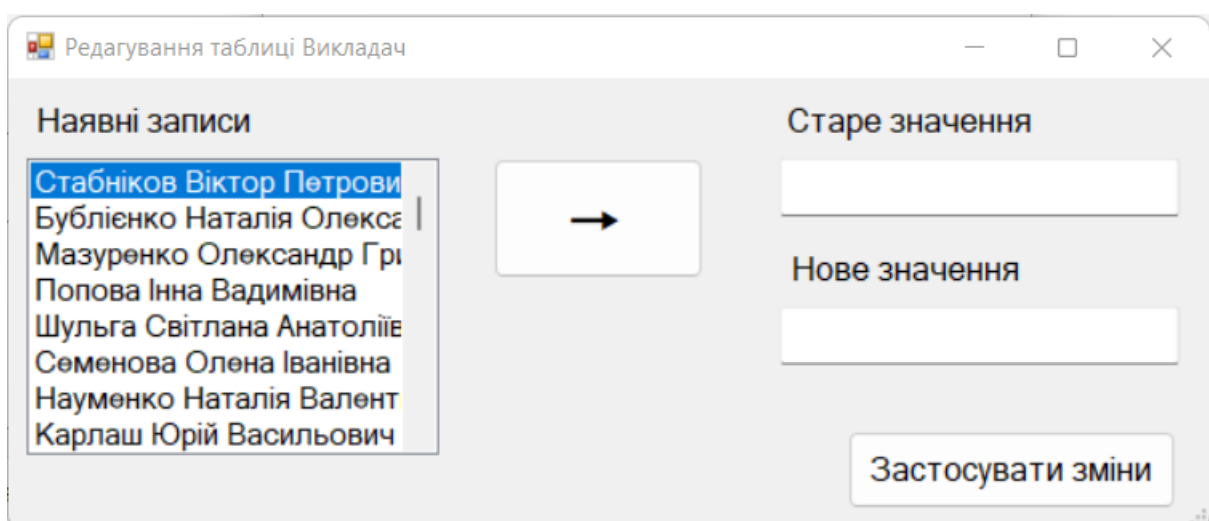 Редагування таблиці Викладач
Наявні записи
Стабніков Віктор Петрови
Бублієнко Наталія Олекса
Мазуренко Олександр Гри
Попова Інна Вадимівна
Шульга Світлана Анатоліїв
Семенова Олена Іванівна
Науменко Наталія Валент
Карлаш Юрій Васильович
Старе значення
Нове значення
Застосувати зміни